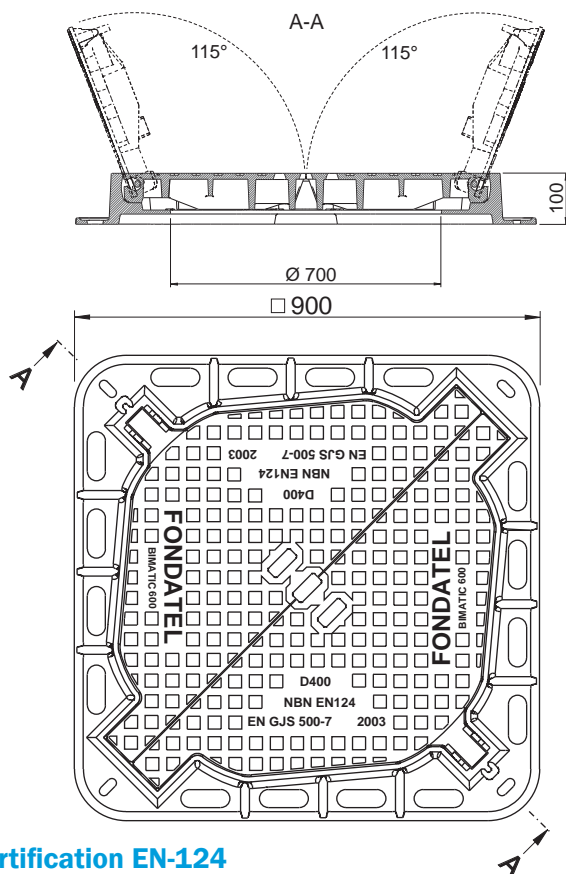 A-A
115°
115°
100
Ø 700
□ 900
A
EN GJS 500-7 2003
NBN EN124
D400
FONDATEL
BIMATIC 600
FONDATEL
BIMATIC 600
D400
NBN EN124
EN GJS 500-7 2003
A
rtification EN-124